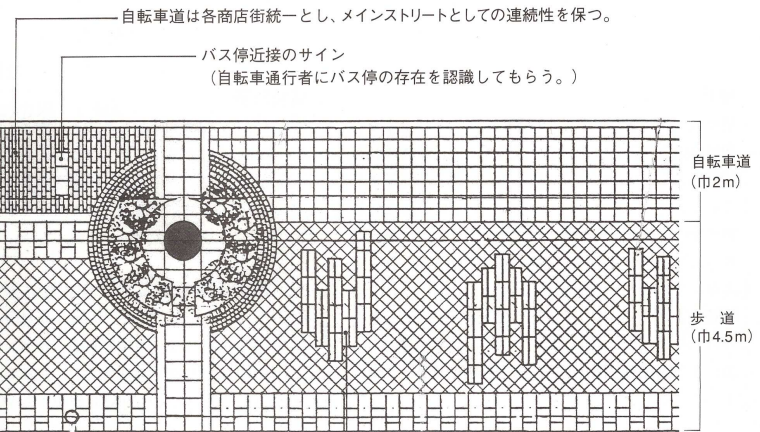 自転車道は各商店街統一とし、メインストリートとしての連続性を保つ。
バス停近接のサイン
（自転車通行者にバス停の存在を認識してもらう。）
自転車道
（巾2m）
歩　道
（巾4.5m）